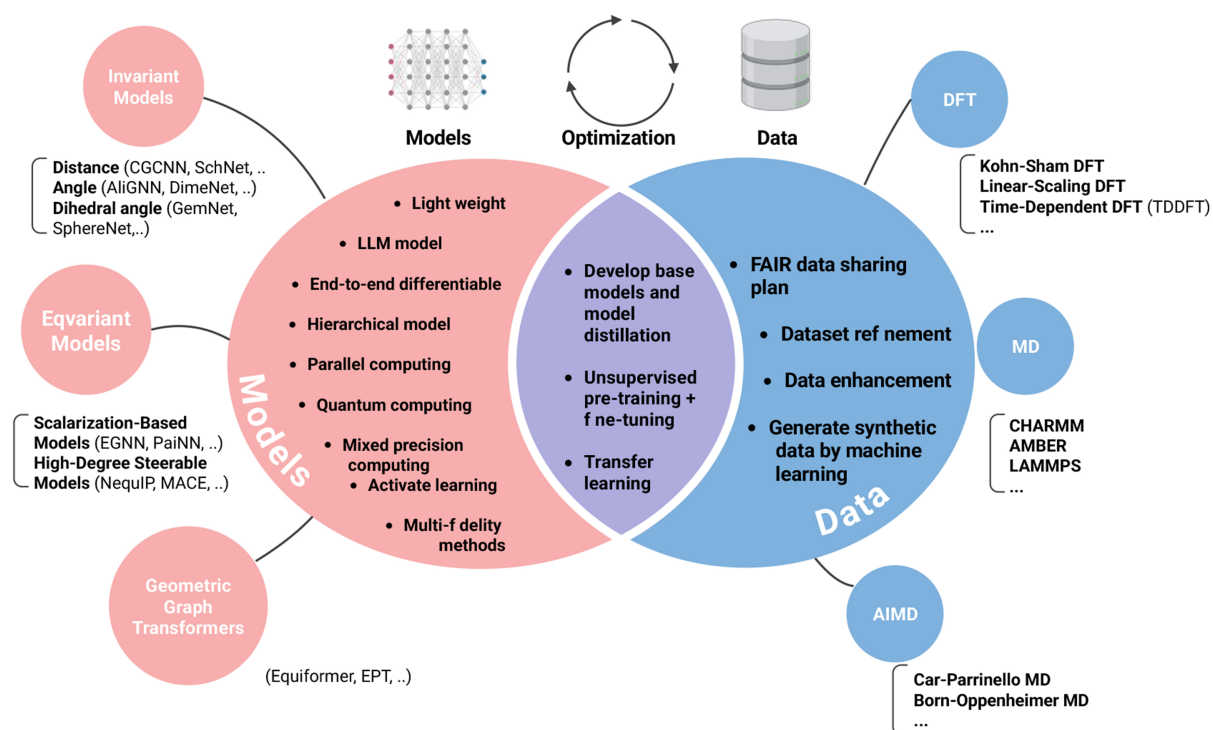 Models
Optimization
Data
Invariant
Models
Distance (CGCNN, SchNet, ..
Angle (AliGNN, DimeNet, ..)
Dihedral angle (GemNet,
SphereNet,..)
Eqvariant
Models
Scalarization-Based
Models (EGNN, PaiNN, ..)
High-Degree Steerable
Models (NequIP, MACE, ..)
Geometric
Graph
Transformers
(Equiformer, EPT, ..)
Models
• Light weight
• LLM model
• End-to-end differentiable
• Hierarchical model
• Parallel computing
• Quantum computing
• Mixed precision
computing
• Activate learning
• Multi-f delity
methods
• Develop base
models and
model
distillation
• Unsupervised
pre-training +
f ne-tuning
• Transfer
learning
• FAIR data sharing
plan
• Dataset ref nement
• Data enhancement
• Generate synthetic
data by machine
learning
Data
DFT
Kohn-Sham DFT
Linear-Scaling DFT
Time-Dependent DFT (TDDFT)
...
MD
CHARMM
AMBER
LAMMPS
...
AIMD
Car-Parrinello MD
Born-Oppenheimer MD
...